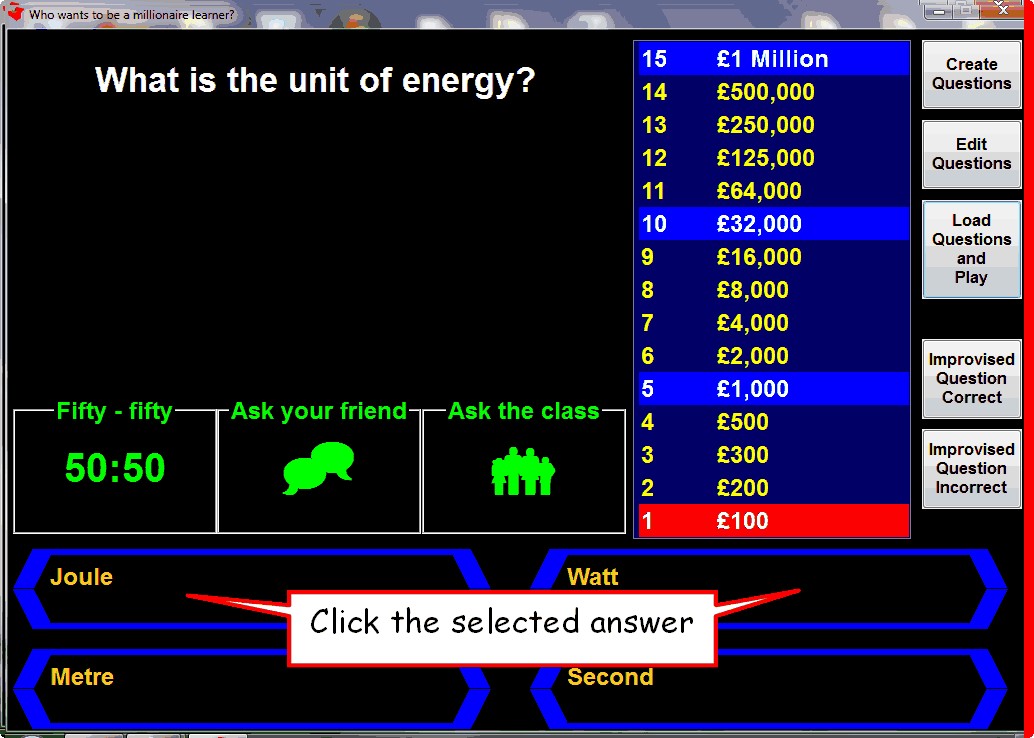 Who wants to be a millionaire learner?
What is the unit of energy?
15 £1 Million
14 £500,000
13 £250,000
12 £125,000
11 £64,000
10 £32,000
9 £16,000
8 £8,000
7 £4,000
6 £2,000
5 £1,000
4 £500
3 £300
2 £200
1 £100
Create
Questions
Edit
Questions
Load
Questions
and
Play
Improvised
Question
Correct
Improvised
Question
Incorrect
Fifty - fifty
50:50
Ask your friend
Ask the class
Joule
Watt
Click the selected answer
Metre
Second